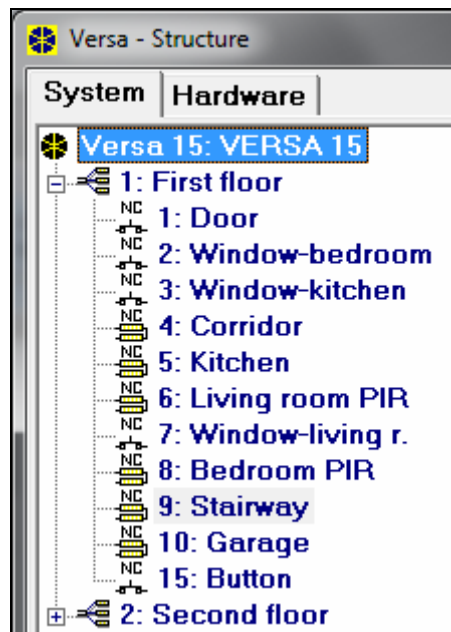 Versa - Structure
System Hardware
Versa 15: VERSA 15
1: First floor
NC 1: Door
NC 2: Window-bedroom
NC 3: Window-kitchen
NC 4: Corridor
NC 5: Kitchen
NC 6: Living room PIR
NC 7: Window-living r.
NC 8: Bedroom PIR
NC 9: Stairway
NC 10: Garage
NC 15: Button
2: Second floor